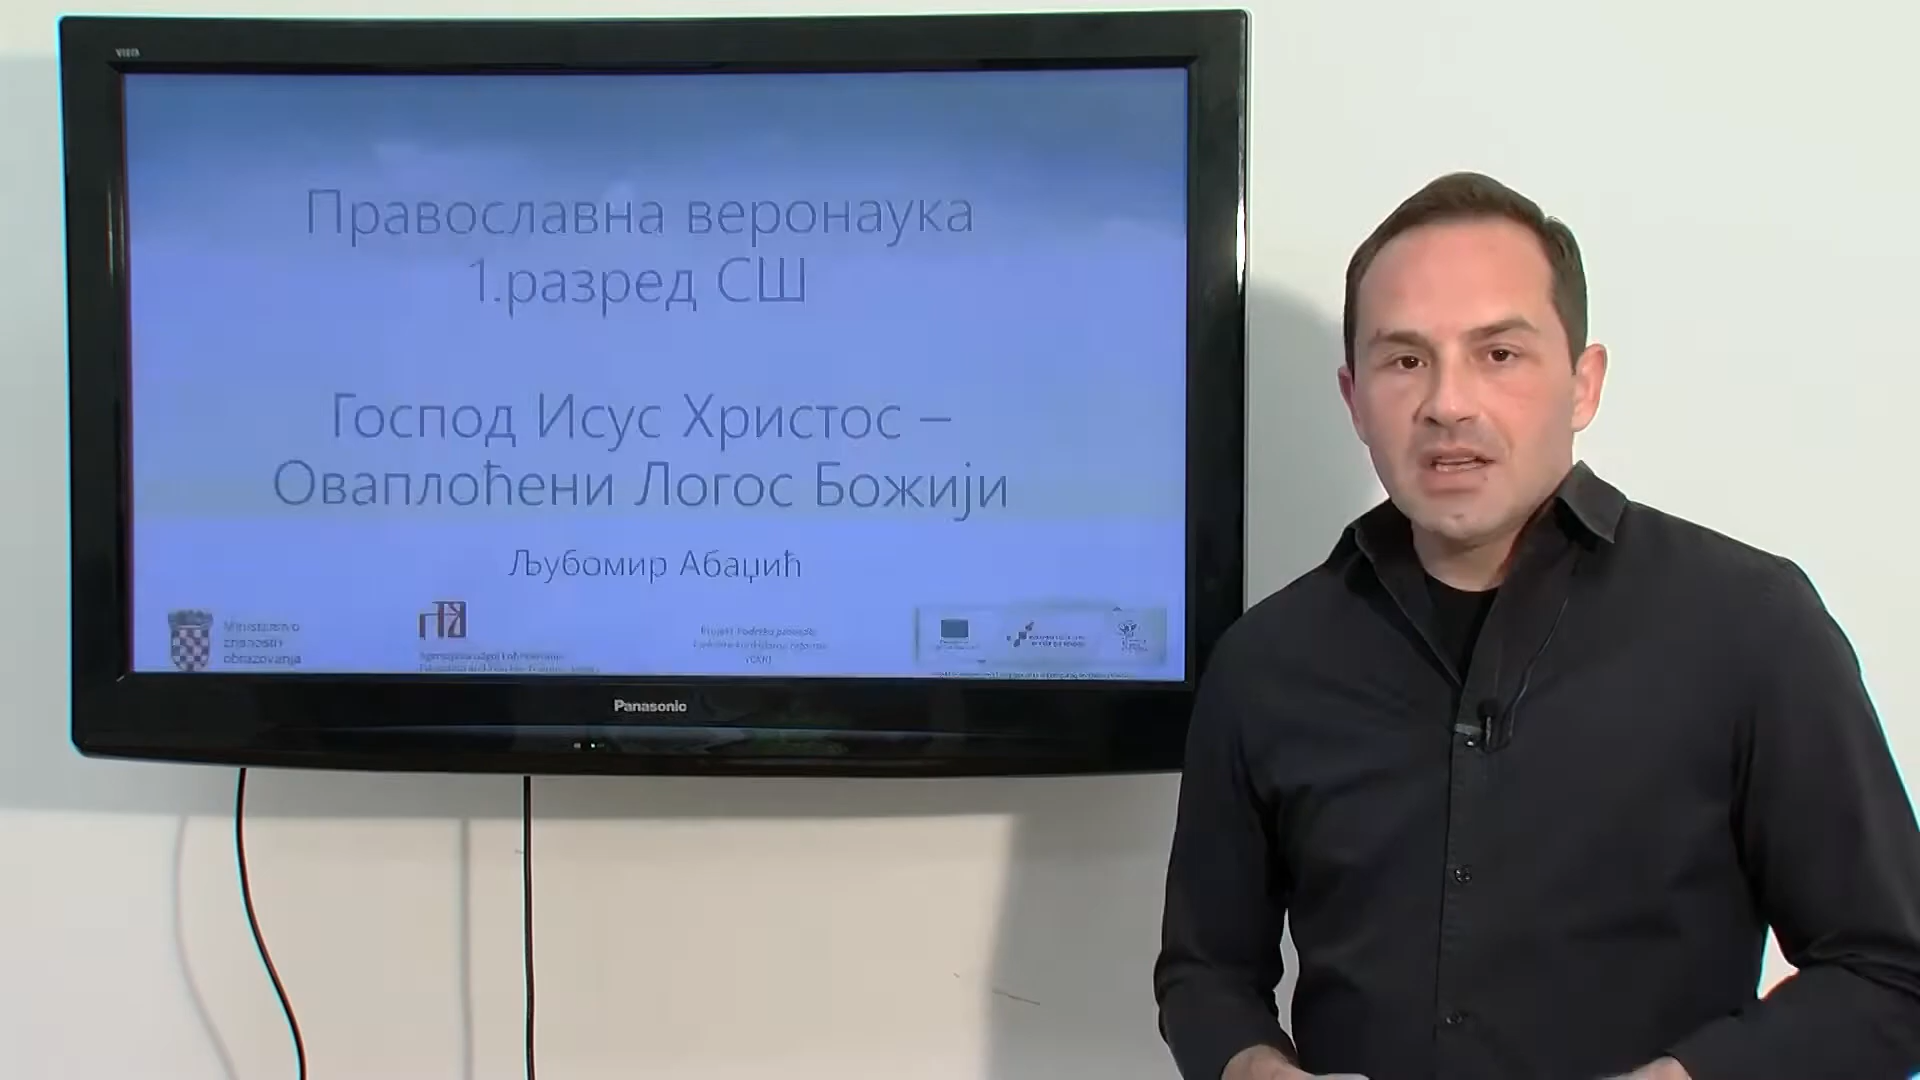 VIERA
Православна веронаука
1.разред СШ
Господ Исус Христос –
Оваплоћени Логос Божији
Љубомир Абаџић
Ministarstvo
znanosti i
obrazovanja
Panasonic